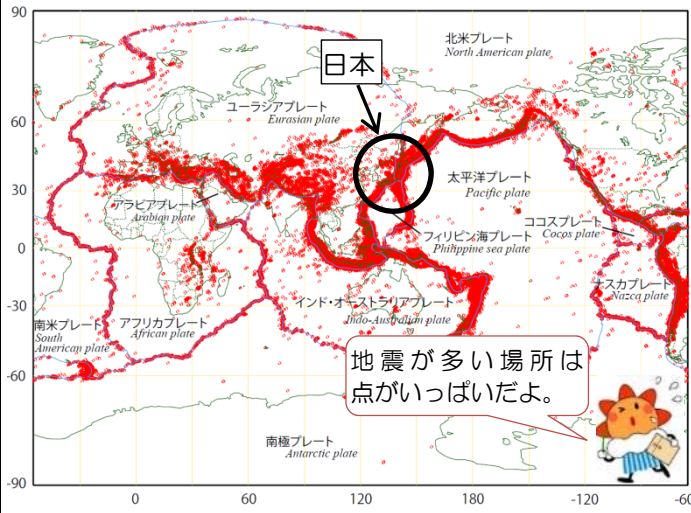 90
60
30
0
-30
-60
-90
0
60
120
180
-120
-60
北米プレート
North American plate
日本
ユーラシアプレート
Eurasian plate
アラビアプレート
Arabian plate
太平洋プレート
Pacific plate
ココスプレート
Cocos plate
フィリピン海プレート
Philippine sea plate
ナスカプレート
Nazca plate
インド・オーストラリアプレート
Indo-Australian plate
南米プレート
South
American plate
アフリカプレート
African plate
地震が多い場所は
点がいっぱいだよ。
南極プレート
Antarctic plate